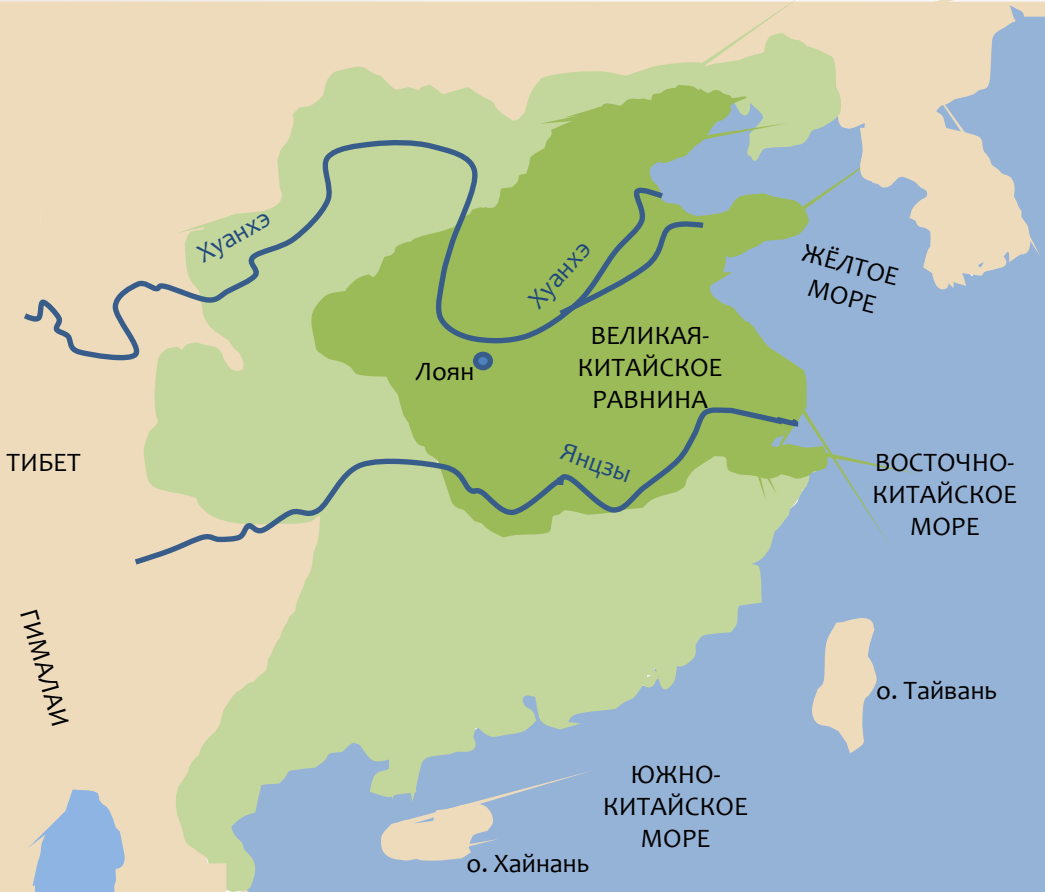 Хуанхэ
Хуанхэ
ЖЁЛТОЕ
МОРЕ
ВЕЛИКАЯ-
КИТАЙСКОЕ
РАВНИНА
Лоян
Янцзы
ТИБЕТ
ВОСТОЧНО-
КИТАЙСКОЕ
МОРЕ
ГИМАЛАИ
о. Тайвань
ЮЖНО-
КИТАЙСКОЕ
МОРЕ
о. Хайнань